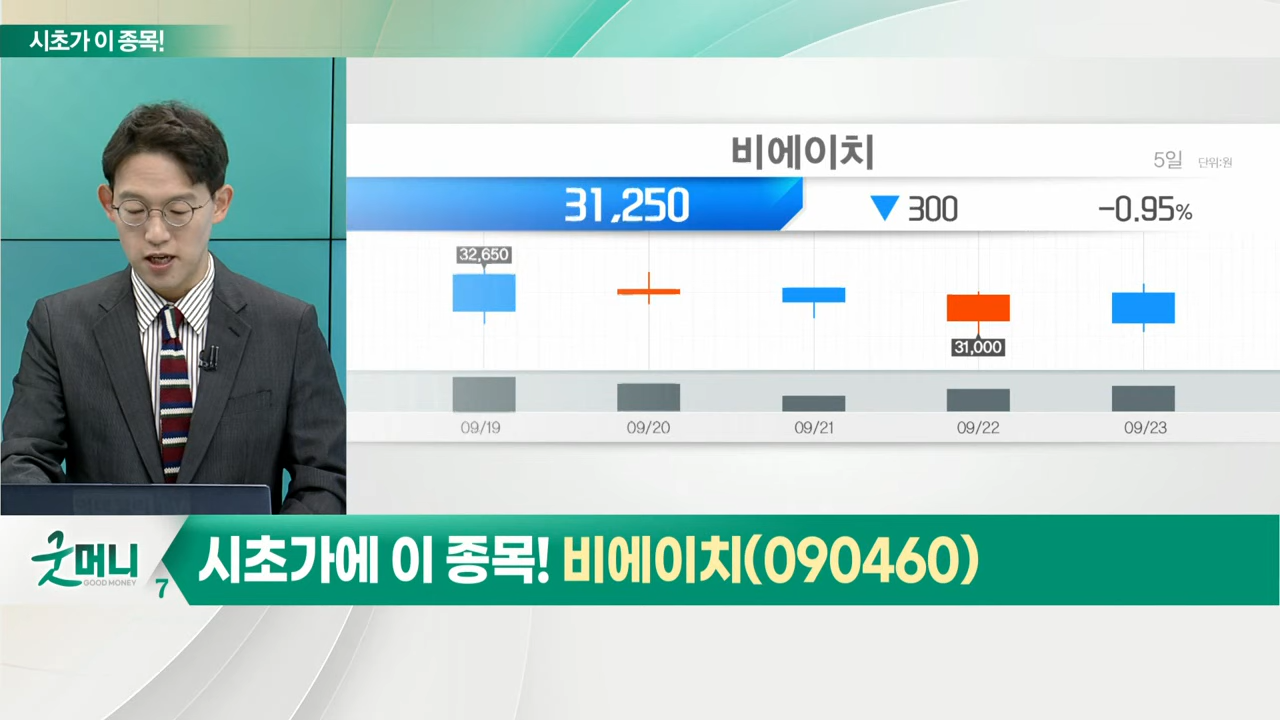 시초가 이 종목!
비에이치
5일 단위:원
31,250 ▼ 300 -0.95%
32,650
31,000
09/19 09/20 09/21 09/22 09/23
굿머니
GOOD MONEY
7
시초가에 이 종목! 비에이치(090460)